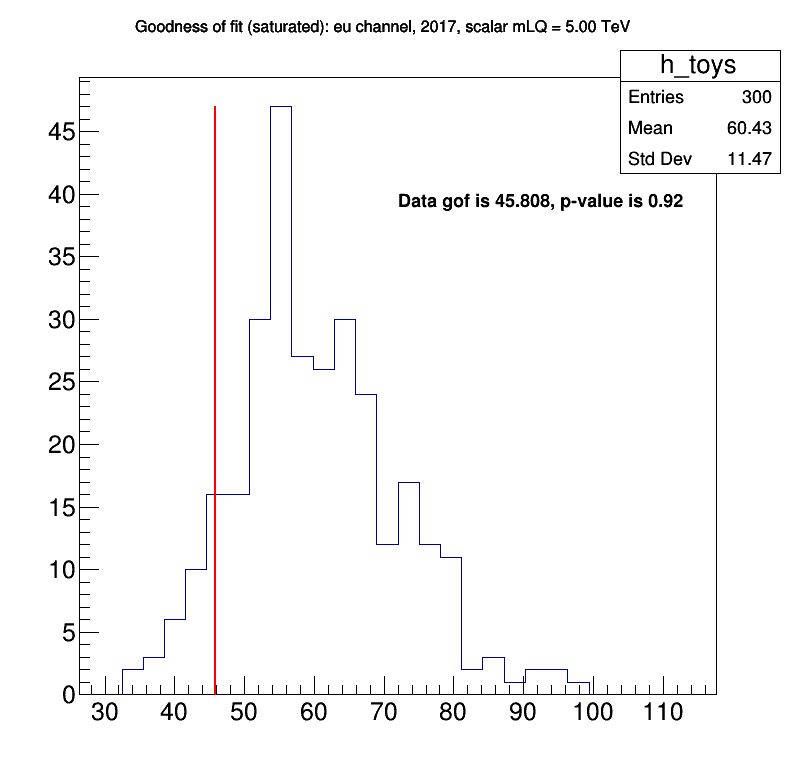 Goodness of fit (saturated): eu channel, 2017, scalar mLQ = 5.00 TeV
h_toys
Entries 300
Mean 60.43
Std Dev 11.47
Data gof is 45.808, p-value is 0.92
45
40
35
30
25
20
15
10
5
0
30 40 50 60 70 80 90 100 110